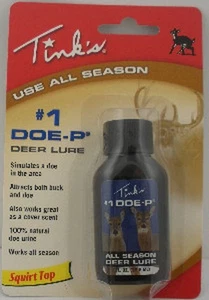 Tink's
USE ALL SEASON
#1
DOE-P®
DEER LURE
Simulates a doe
in the area
Attracts both buck
and doe
Also works great
as a cover scent
100% natural
doe urine
Works all season
Squirt Top
Tink's
#1 DOE-P®
ALL SEASON
DEER LURE